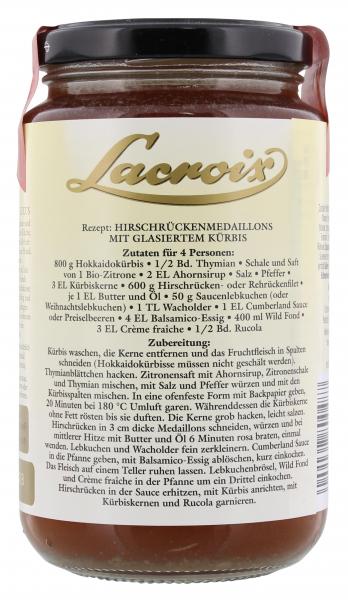 Lacroix
Rezept: HIRSCHRÜCKENMEDAILLONS
MIT GLASIERTEM KÜRBIS
Zutaten für 4 Personen:
800 g Hokkaidokürbis • 1/2 Bd. Thymian • Schale und Saft
von 1 Bio-Zitrone • 2 EL Ahornsirup • Salz • Pfeffer •
3 EL Kürbiskerne • 600 g Hirschrücken- oder Rehrückenfilet •
je 1 EL Butter und Öl • 50 g Saucenlebkuchen (oder
Weihnachtslebkuchen) • 1 TL Wacholder • 1 EL Cumberland Sauce
oder Preiselbeeren • 4 EL Balsamico-Essig • 400 ml Wild Fond
• 3 EL Crème fraîche • 1/2 Bd. Rucola
Zubereitung:
Kürbis waschen, die Kerne entfernen und das Fruchtfleisch in Spalten
schneiden (Hokkaidokürbisse müssen nicht geschält werden).
Thymianblättchen hacken. Zitronensaft mit Ahornsirup, Zitronenschale
und Thymian mischen, mit Salz und Pfeffer würzen und mit den
Kürbisspalten mischen. In eine ofenfeste Form mit Backpapier geben,
20 Minuten bei 180 °C Umluft garen. Währenddessen die Kürbiskerne
ohne Fett rösten bis sie duften. Die Kerne grob hacken, leicht salzen.
Hirschrücken in 3 cm dicke Medaillons schneiden, würzen und bei
mittlerer Hitze mit Butter und Öl 6 Minuten rosa braten, einmal
wenden. Lebkuchen und Wacholder fein zerkleinern. Cumberland Sauce
in die Pfanne geben, mit Balsamico-Essig ablöschen, kurz einkochen.
Das Fleisch auf einem Teller ruhen lassen. Lebkuchenbrösel, Wild Fond
und Crème fraîche in der Pfanne um ein Drittel einkochen.
Hirschrücken in der Sauce erhitzen, mit Kürbis anrichten, mit
Kürbiskernen und Rucola garnieren.